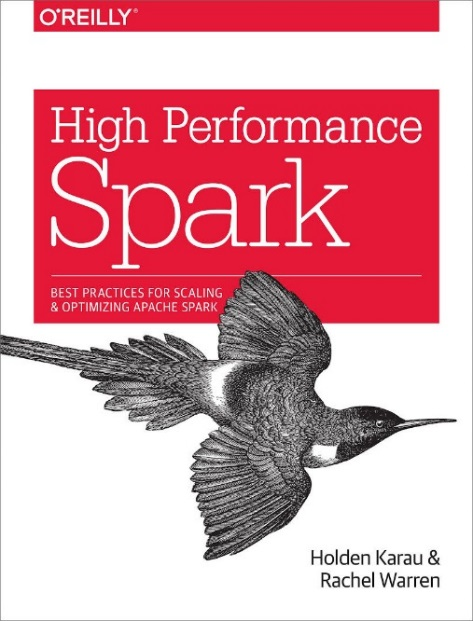 O'REILLY®
High Performance
Spark
BEST PRACTICES FOR SCALING
& OPTIMIZING APACHE SPARK
Holden Karau &
Rachel Warren